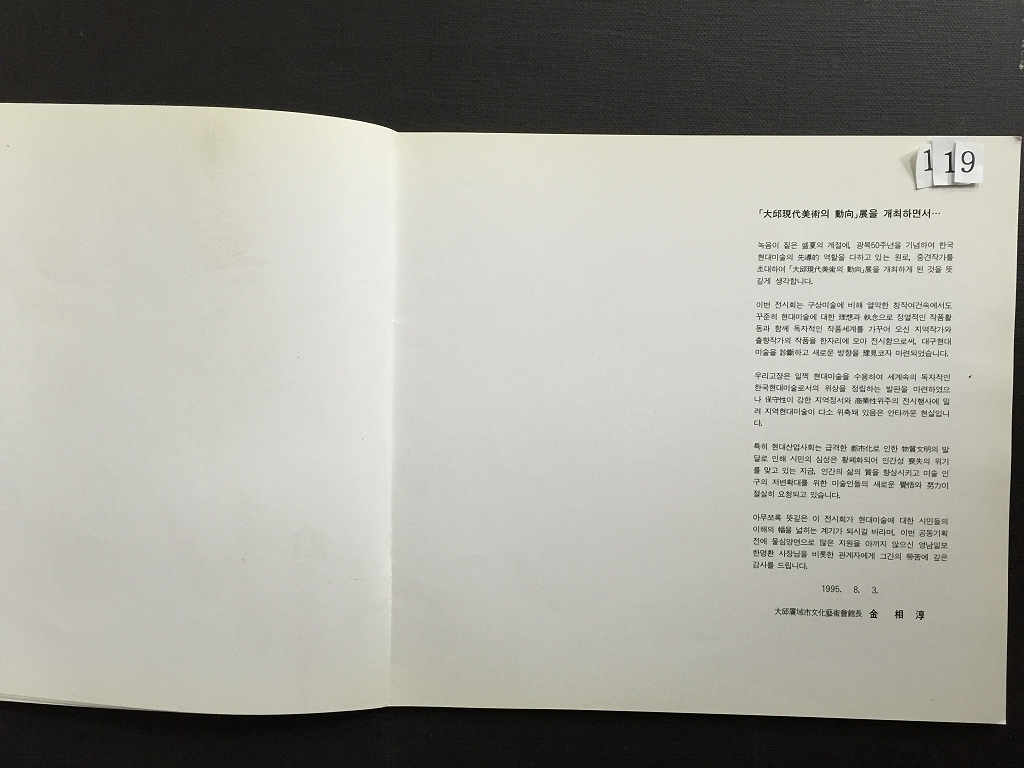 119
「大邱現代美術의 動向」展을 개최하면서…
녹음이 짙은 盛夏의 계절에, 광복50주년을 기념하여 한국
현대미술의 先導的 역할을 다하고 있는 원로, 중견작가를
초대하여 「大邱現代美術의 動向」展을 개최하게 된 것을 뜻
깊게 생각합니다.
이번 전시회는 구상미술에 비해 열악한 창작여건속에서도
꾸준히 현대미술에 대한 理想과 執念으로 정열적인 작품활
동과 함께 독자적인 작품세계를 가꾸어 오신 지역작가와
출향작가의 작품을 한자리에 모아 전시함으로써, 대구현대
미술을 診斷하고 새로운 방향을 豫見코자 마련되었습니다.
우리고장은 일찍 현대미술을 수용하여 세계속의 독자적인
한국현대미술로서의 위상을 정립하는 발판을 마련하였으
나 保守性이 강한 지역정서와 商業性위주의 전시행사에 밀
려 지역현대미술이 다소 위축돼 있음은 안타까운 현실입니
다.
특히 현대산업사회는 급격한 都市化로 인한 物質文明의 발
달로 인해 시민의 심성은 황폐화되어 인간성 喪失의 위기
를 맞고 있는 지금, 인간의 삶의 質을 향상시키고 미술 인
구의 저변확대를 위한 미술인들의 새로운 覺悟와 努力이
절실히 요청되고 있습니다.
아무쪼록 뜻깊은 이 전시회가 현대미술에 대한 시민들의
이해의 幅을 넓히는 계기가 되시길 바라며, 이번 공동기획
전에 물심양면으로 많은 지원을 아끼지 않으신 영남일보
한명환 사장님을 비롯한 관계자에게 그간의 勞苦에 깊은
감사를 드립니다.
1995. 8. 3.
大邱廣域市文化藝術會館長 金 相 淳